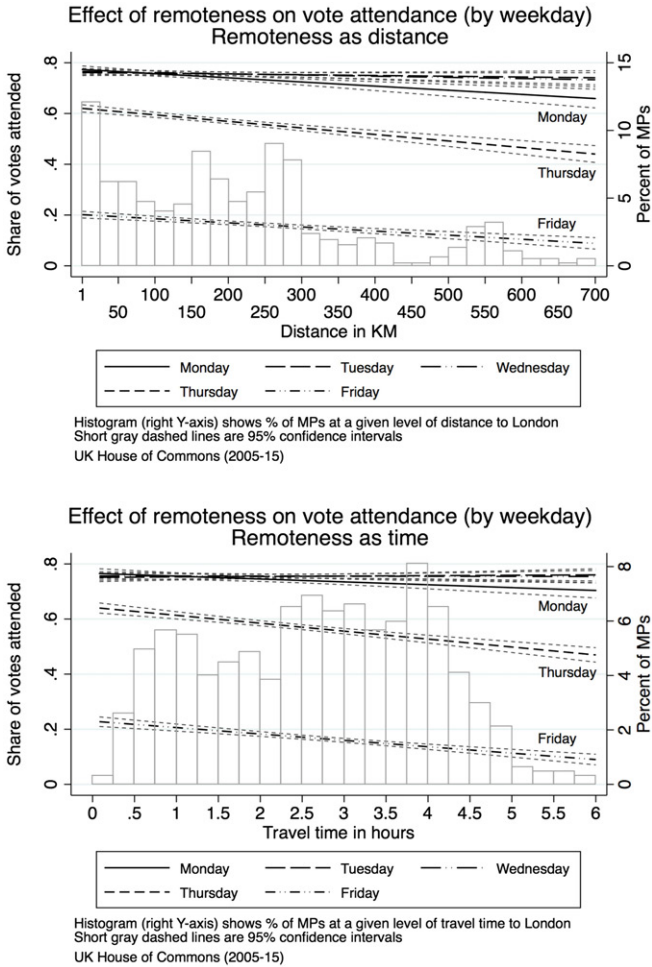 Effect of remoteness on vote attendance (by weekday)
Remoteness as distance
Share of votes attended
.8
.6
.4
.2
0
Percent of MPs
15
10
5
0
Monday
Thursday
Friday
1 100 200 300 400 500 600 700
50 150 250 350 450 550 650
Distance in KM
Monday Tuesday Wednesday
Thursday Friday
Histogram (right Y-axis) shows % of MPs at a given level of distance to London
Short gray dashed lines are 95% confidence intervals
UK House of Commons (2005-15)
Effect of remoteness on vote attendance (by weekday)
Remoteness as time
Share of votes attended
.8
.6
.4
.2
0
Percent of MPs
8
6
4
2
0
Monday
Thursday
Friday
0 .5 1 1.5 2 2.5 3 3.5 4 4.5 5 5.5 6
Travel time in hours
Monday Tuesday Wednesday
Thursday Friday
Histogram (right Y-axis) shows % of MPs at a given level of travel time to London
Short gray dashed lines are 95% confidence intervals
UK House of Commons (2005-15)